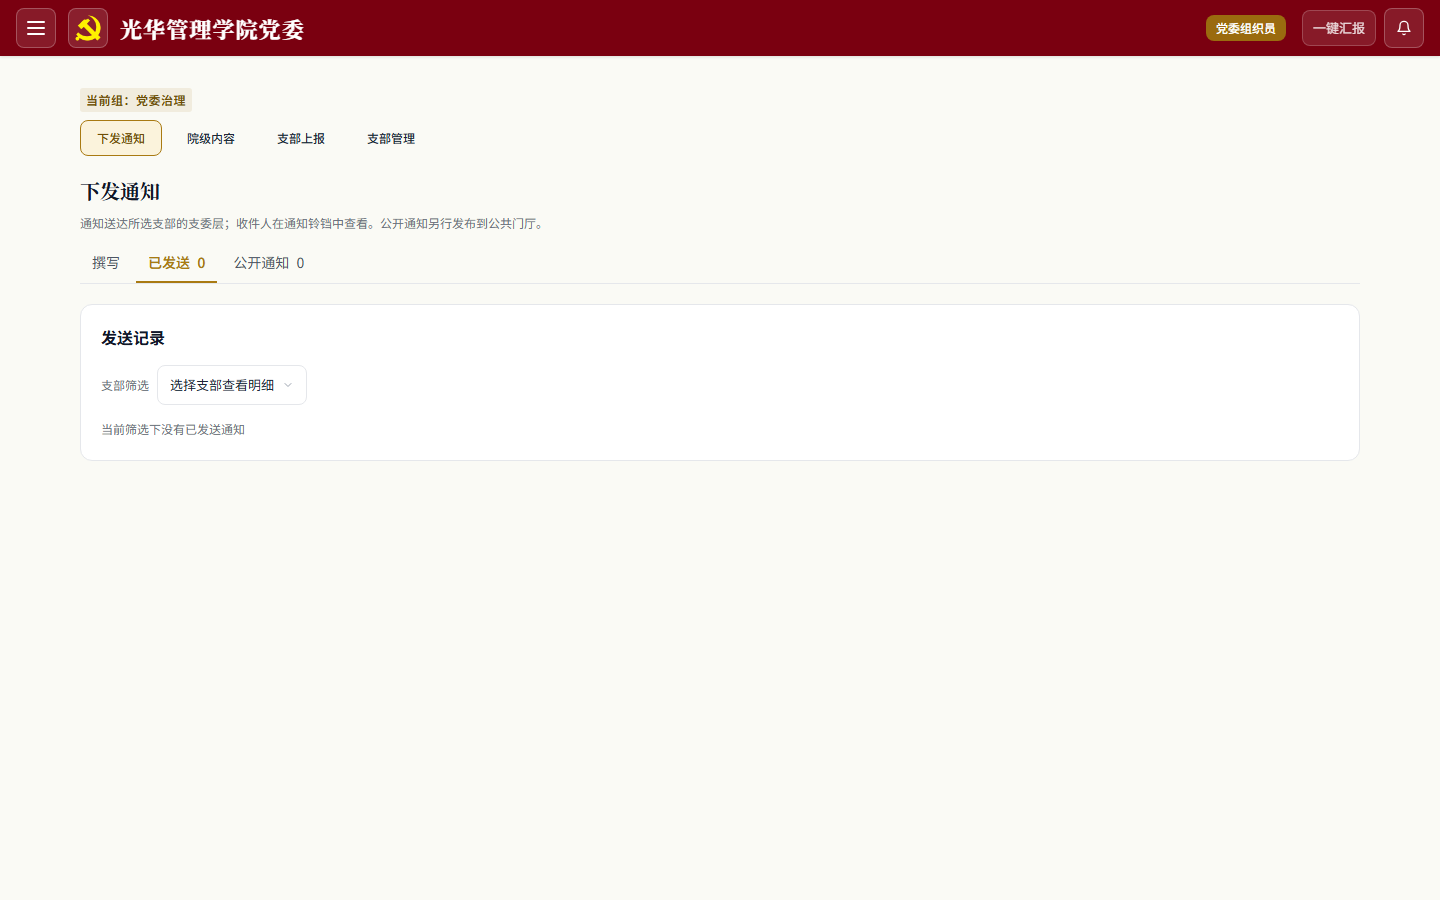 光华管理学院党委
党委组织员
一键汇报
当前组：党委治理
下发通知 院级内容 支部上报 支部管理
下发通知
通知送达所选支部的支委层；收件人在通知铃铛中查看。公开通知另行发布到公共门厅。
撰写 已发送 0 公开通知 0
发送记录
支部筛选 选择支部查看明细
当前筛选下没有已发送通知